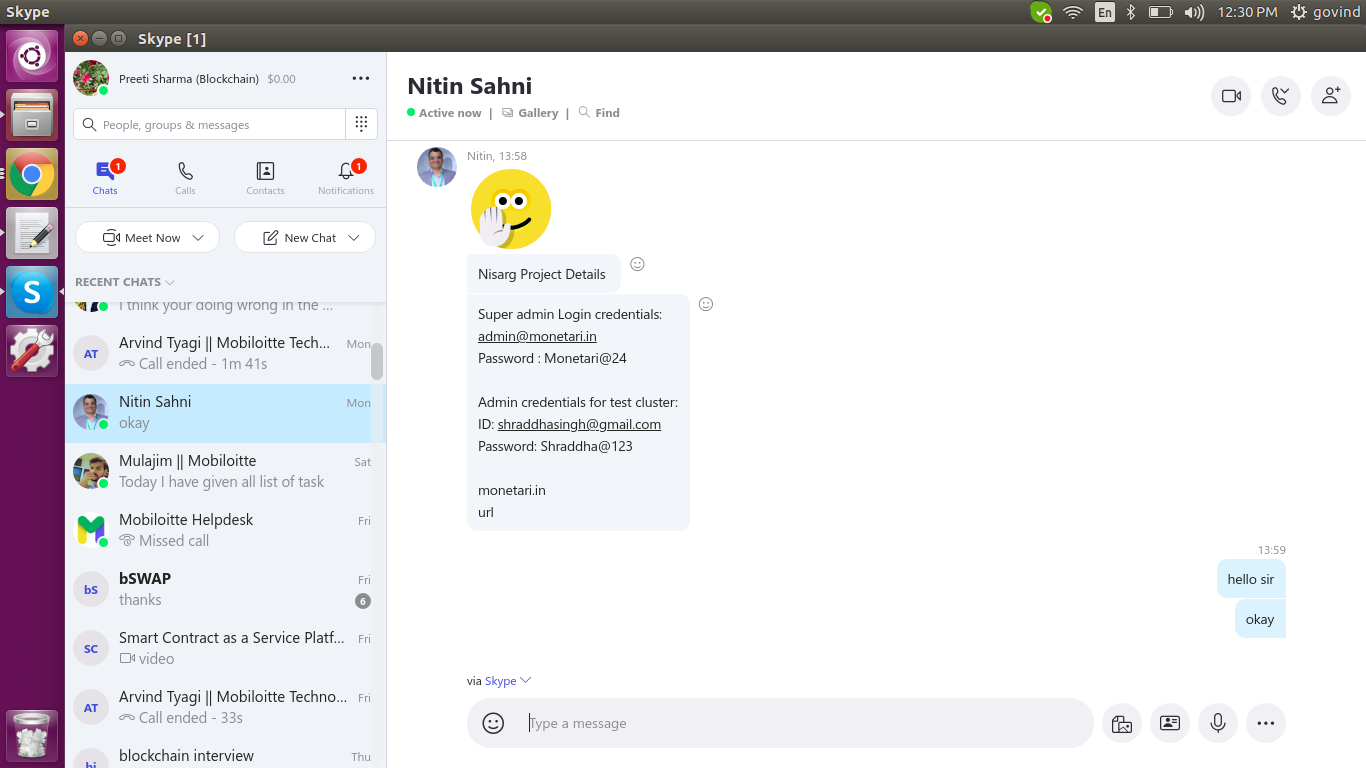 Skype
En
12:30 PM
govind
Skype [1]
Preeti Sharma (Blockchain) $0.00
People, groups & messages
1
1
Chats
Calls
Contacts
Notifications
Meet Now
New Chat
RECENT CHATS
I think your doing wrong in the ...
AT
Arvind Tyagi || Mobiloitte Tech... Mon
Call ended - 1m 41s
Nitin Sahni Mon
okay
Mulajim || Mobiloitte Sat
Today I have given all list of task
Mobiloitte Helpdesk Fri
Missed call
bS
bSWAP Fri
thanks
6
SC
Smart Contract as a Service Platf... Fri
video
AT
Arvind Tyagi || Mobiloitte Techno... Fri
Call ended - 33s
bi
blockchain interview Thu
Nitin Sahni
Active now | Gallery | Find
Nitin, 13:58
Nisarg Project Details
Super admin Login credentials:
admin@monetari.in
Password : Monetari@24
Admin credentials for test cluster:
ID: shraddhasingh@gmail.com
Password: Shraddha@123
monetari.in
url
13:59
hello sir
okay
via Skype
Type a message